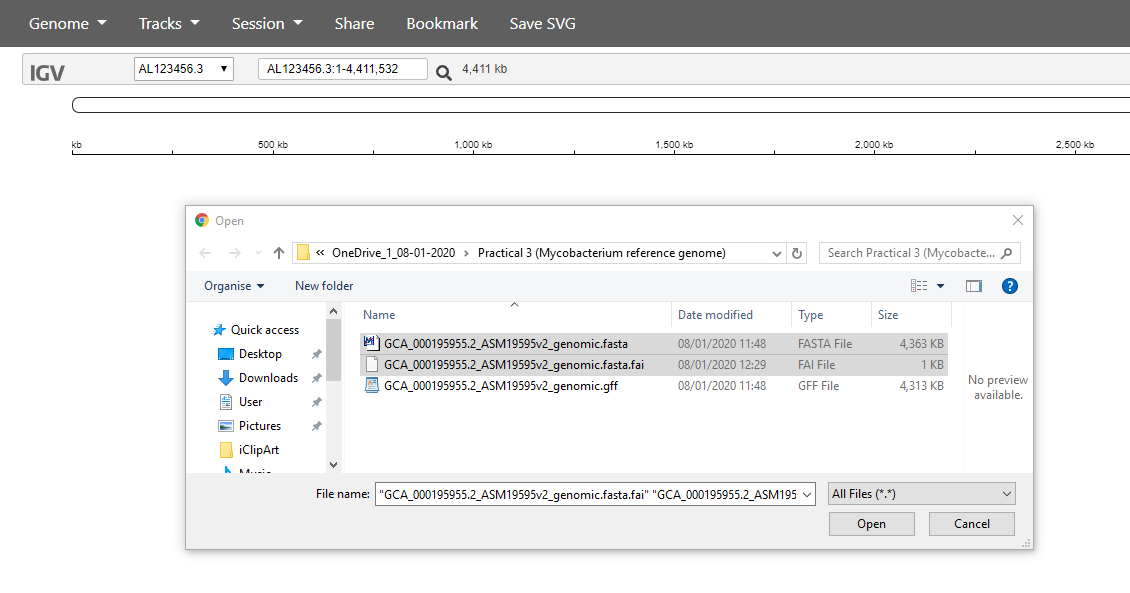 Genome Tracks Session Share Bookmark Save SVG
IGV AL123456.3 AL123456.3:1-4,411,532 4,411 kb
kb 500 kb 1,000 kb 1,500 kb 2,000 kb 2,500 kb
Open
« OneDrive_1_08-01-2020 › Practical 3 (Mycobacterium reference genome) Search Practical 3 (Mycobacte...
Organise New folder
Name Date modified Type Size
Quick access
Desktop
Downloads
User
Pictures
iClipArt
Music
GCA_000195955.2_ASM19595v2_genomic.fasta 08/01/2020 11:48 FASTA File 4,363 KB
GCA_000195955.2_ASM19595v2_genomic.fasta.fai 08/01/2020 12:29 FAI File 1 KB
GCA_000195955.2_ASM19595v2_genomic.gff 08/01/2020 11:48 GFF File 4,313 KB
No preview
available.
File name: "GCA_000195955.2_ASM19595v2_genomic.fasta.fai" "GCA_000195955.2_ASM195 All Files (*.*)
Open Cancel